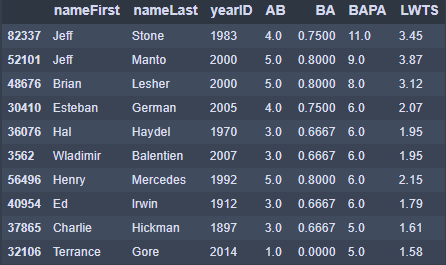 nameFirst nameLast yearID AB BA BAPA LWTS
82337 Jeff Stone 1983 4.0 0.7500 11.0 3.45
52101 Jeff Manto 2000 5.0 0.8000 9.0 3.87
48676 Brian Lesher 2000 5.0 0.8000 8.0 3.12
30410 Esteban German 2005 4.0 0.7500 6.0 2.07
36076 Hal Haydel 1970 3.0 0.6667 6.0 1.95
3562 Wladimir Balentien 2007 3.0 0.6667 6.0 1.95
56496 Henry Mercedes 1992 5.0 0.8000 6.0 2.15
40954 Ed Irwin 1912 3.0 0.6667 6.0 1.79
37865 Charlie Hickman 1897 3.0 0.6667 5.0 1.61
32106 Terrance Gore 2014 1.0 0.0000 5.0 1.58